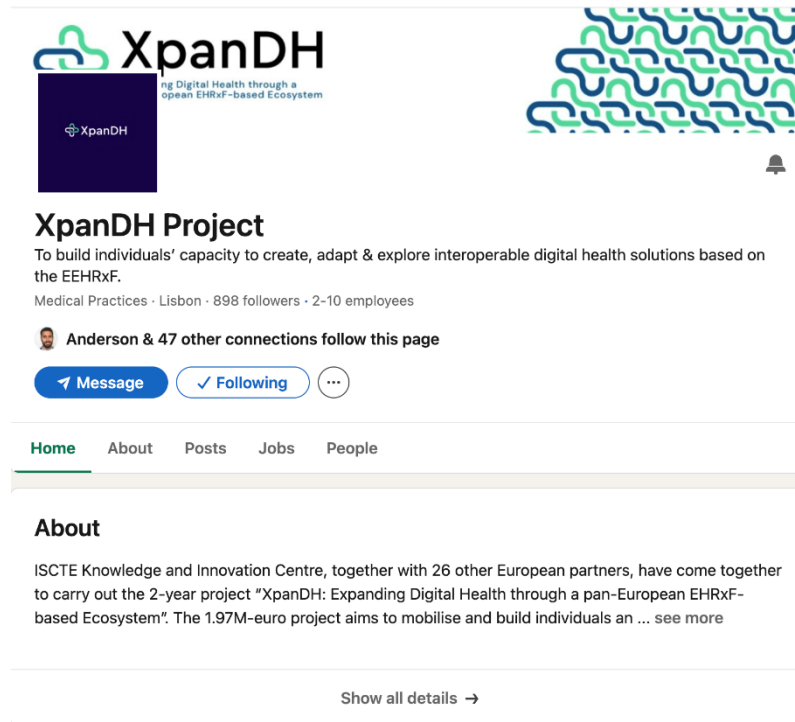 XpanDH
ng Digital Health through a
opean EHRxF-based Ecosystem
XpanDH
XpanDH Project
To build individuals' capacity to create, adapt & explore interoperable digital health solutions based on
the EEHRxF.
Medical Practices · Lisbon · 898 followers · 2-10 employees
Anderson & 47 other connections follow this page
Message
Following
Home
About
Posts
Jobs
People
About
ISCTE Knowledge and Innovation Centre, together with 26 other European partners, have come together
to carry out the 2-year project "XpanDH: Expanding Digital Health through a pan-European EHRxF-
based Ecosystem". The 1.97M-euro project aims to mobilise and build individuals an ... see more
Show all details →